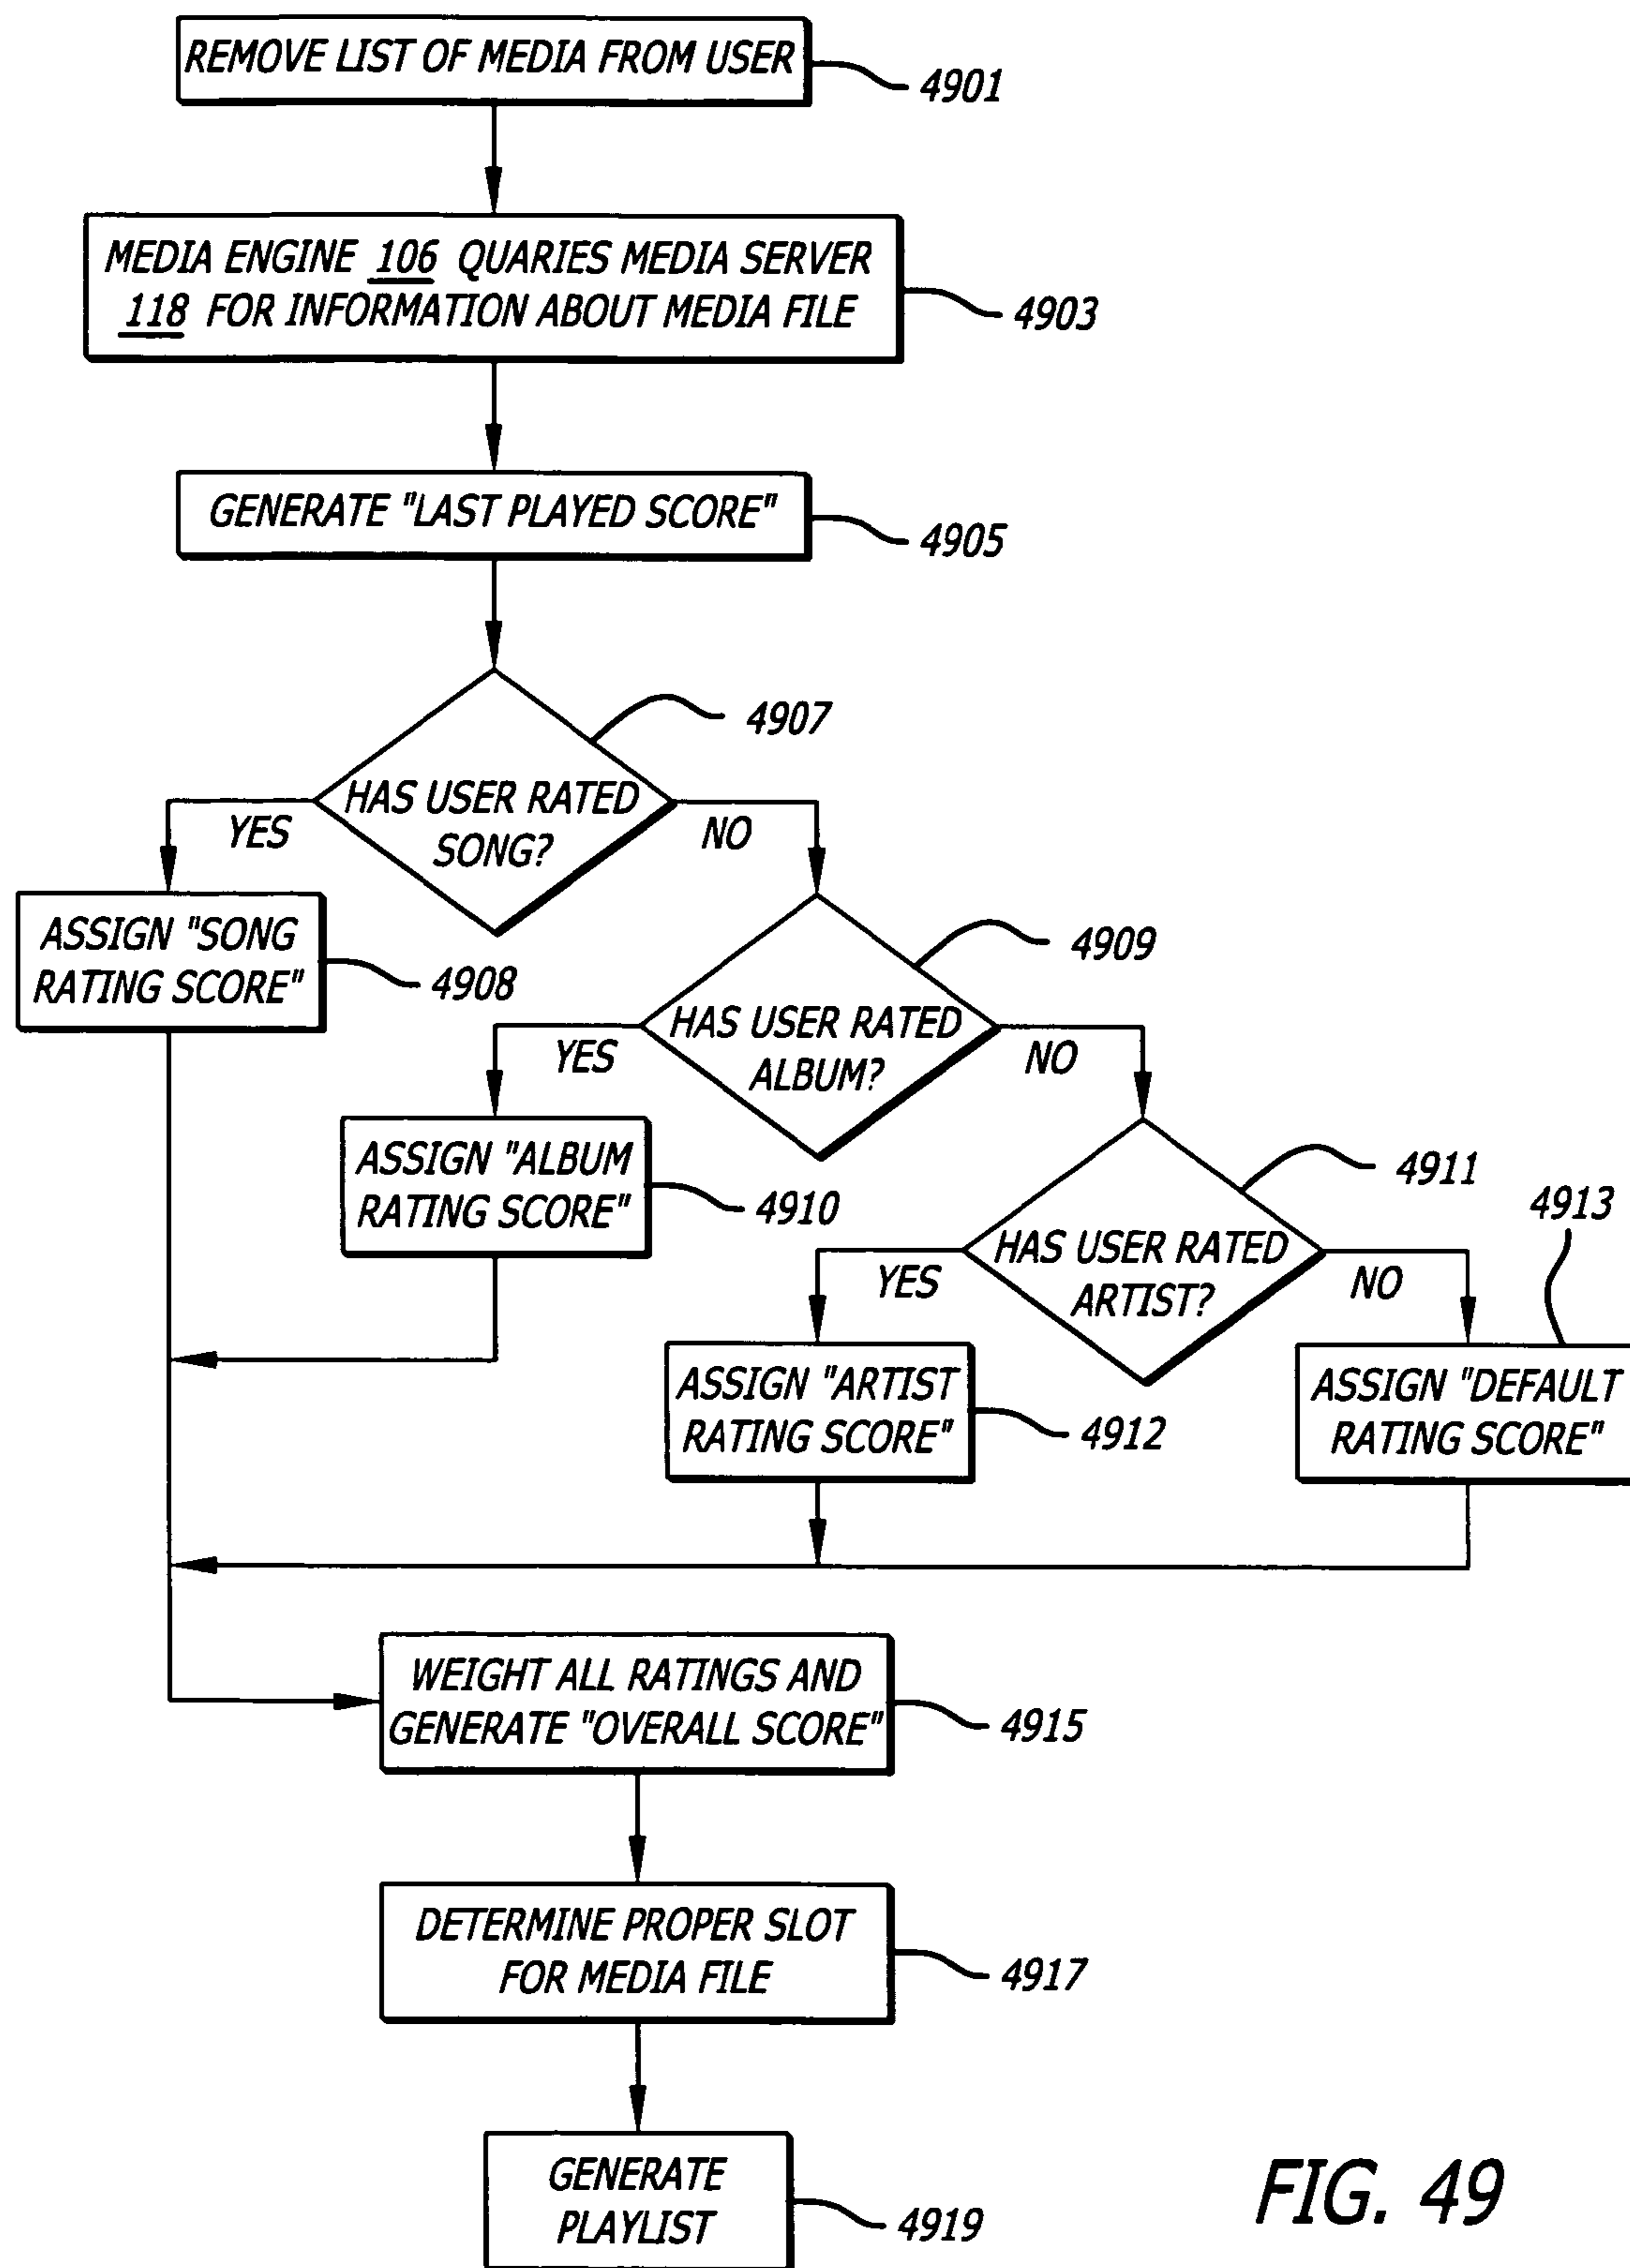 REMOVE LIST OF MEDIA FROM USER
4901
MEDIA ENGINE 106 QUARIES MEDIA SERVER
118 FOR INFORMATION ABOUT MEDIA FILE
4903
GENERATE "LAST PLAYED SCORE"
4905
4907
HAS USER RATED
SONG?
YES
NO
ASSIGN "SONG
RATING SCORE"
4908
4909
HAS USER RATED
ALBUM?
YES
NO
ASSIGN "ALBUM
RATING SCORE"
4910
4911
HAS USER RATED
ARTIST?
YES
NO
4913
ASSIGN "ARTIST
RATING SCORE"
4912
ASSIGN "DEFAULT
RATING SCORE"
WEIGHT ALL RATINGS AND
GENERATE "OVERALL SCORE"
4915
DETERMINE PROPER SLOT
FOR MEDIA FILE
4917
GENERATE
PLAYLIST
4919
FIG. 49